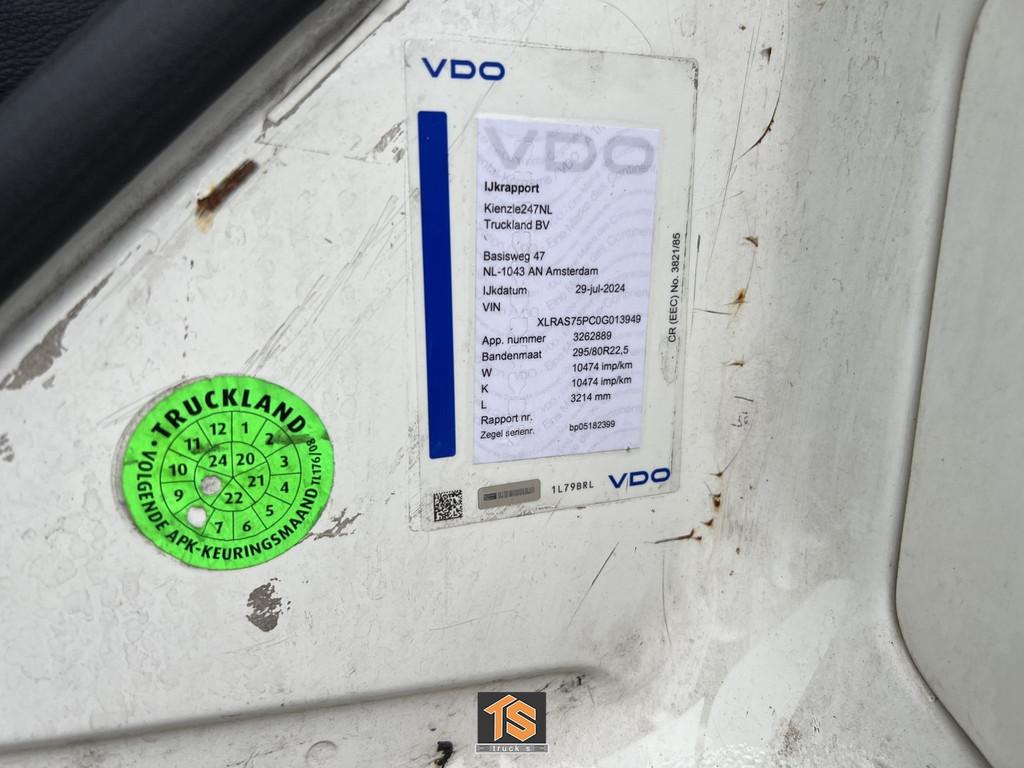 VDO
VDO
IJkrapport
Kienzle247NL
Truckland BV
Basisweg 47
NL-1043 AN Amsterdam
IJkdatum 29-jul-2024
VIN
XLRAS75PC0G013949
App. nummer 3262889
Bandenmaat 295/80R22,5
W 10474 imp/km
K 10474 imp/km
L 3214 mm
Rapport nr.
Zegel serienr. bp05182399
CR (EEC) No. 3821/85
1L79BRL
VDO
TRUCKLAND
VOLGENDE APK-KEURINGSMAAND
TL176/08
12 1 2 3 4 5 6 7 9 10 11
24 20 21 22
TS
trucks